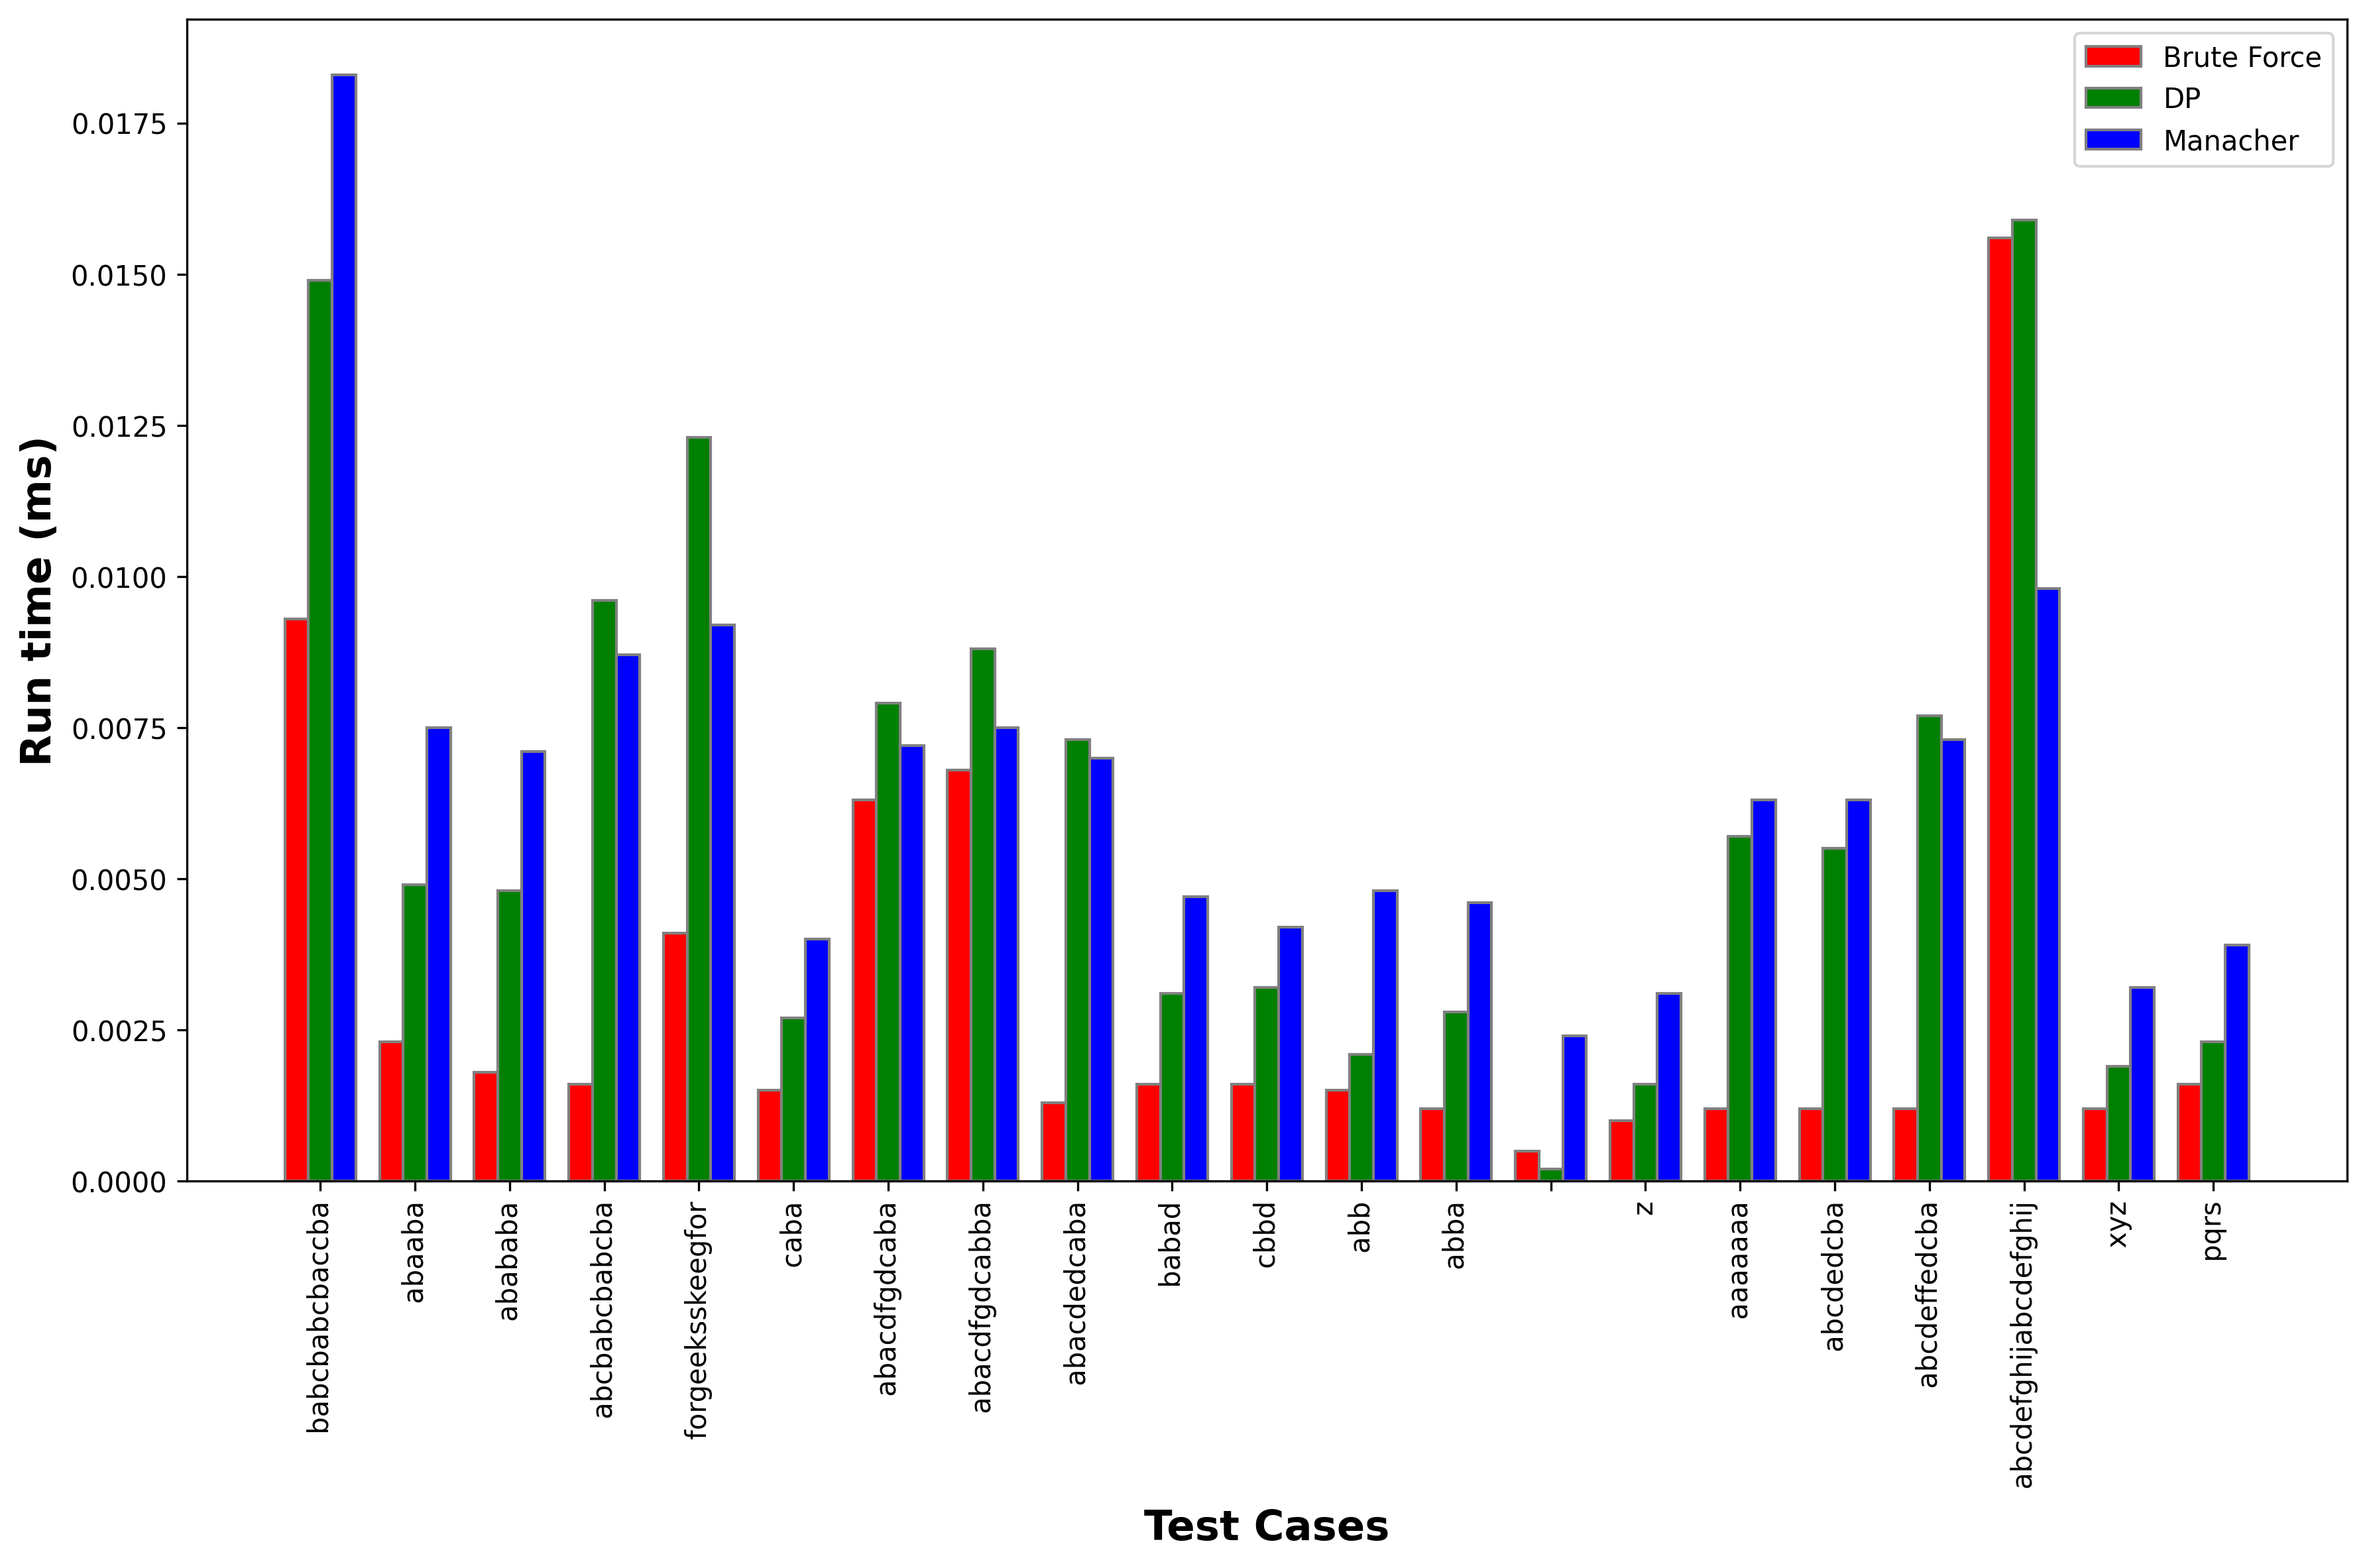 Brute Force
DP
Manacher
Run time (ms)
0.0175
0.0150
0.0125
0.0100
0.0075
0.0050
0.0025
0.0000
babcbabcbaccba
abaaba
abababa
abcbabcbabcba
forgeeksskeegfor
caba
abacdfgdcaba
abacdfgdcabba
abacdedcaba
babad
cbbd
abb
abba
z
aaaaaaaa
abcdedcba
abcdeffedcba
abcdefghijabcdefghij
xyz
pqrs
Test Cases